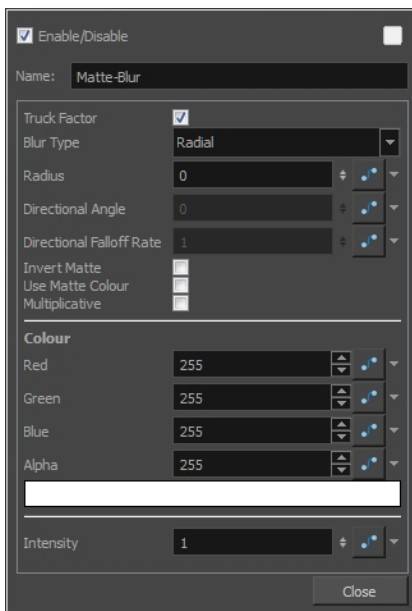 Enable/Disable
Name: Matte-Blur
Truck Factor
Blur Type Radial
Radius 0
Directional Angle 0
Directional Falloff Rate 1
Invert Matte
Use Matte Colour
Multiplicative
Colour
Red 255
Green 255
Blue 255
Alpha 255
Intensity 1
Close